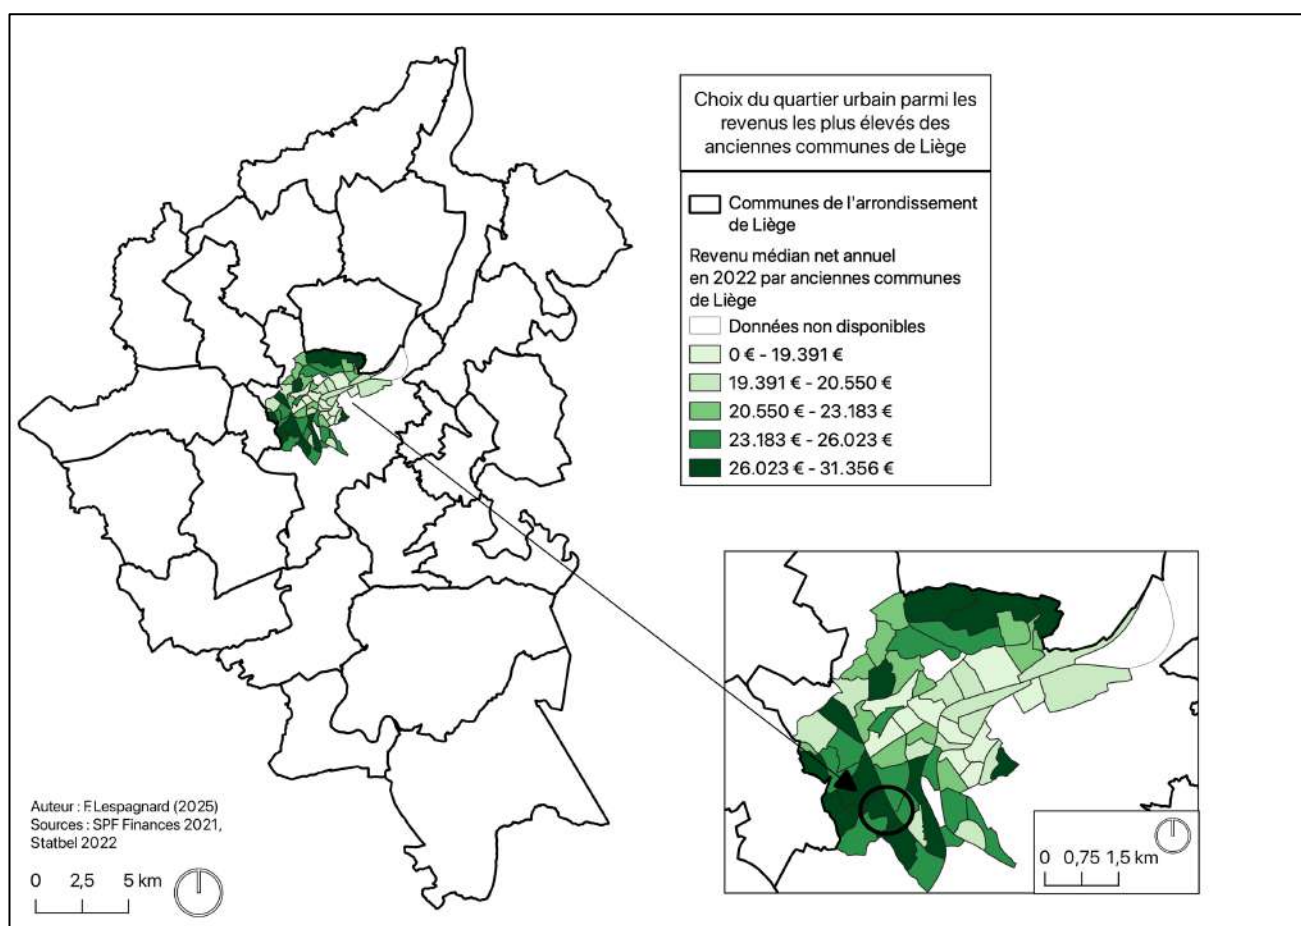 Choix du quartier urbain parmi les
revenus les plus élevés des
anciennes communes de Liège
Communes de l'arrondissement
de Liège
Revenu médian net annuel
en 2022 par anciennes communes
de Liège
Données non disponibles
0 € - 19.391 €
19.391 € - 20.550 €
20.550 € - 23.183 €
23.183 € - 26.023 €
26.023 € - 31.356 €
Auteur : F.Lespagnard (2025)
Sources : SPF Finances 2021,
Statbel 2022
0 2,5 5 km
0 0,75 1,5 km